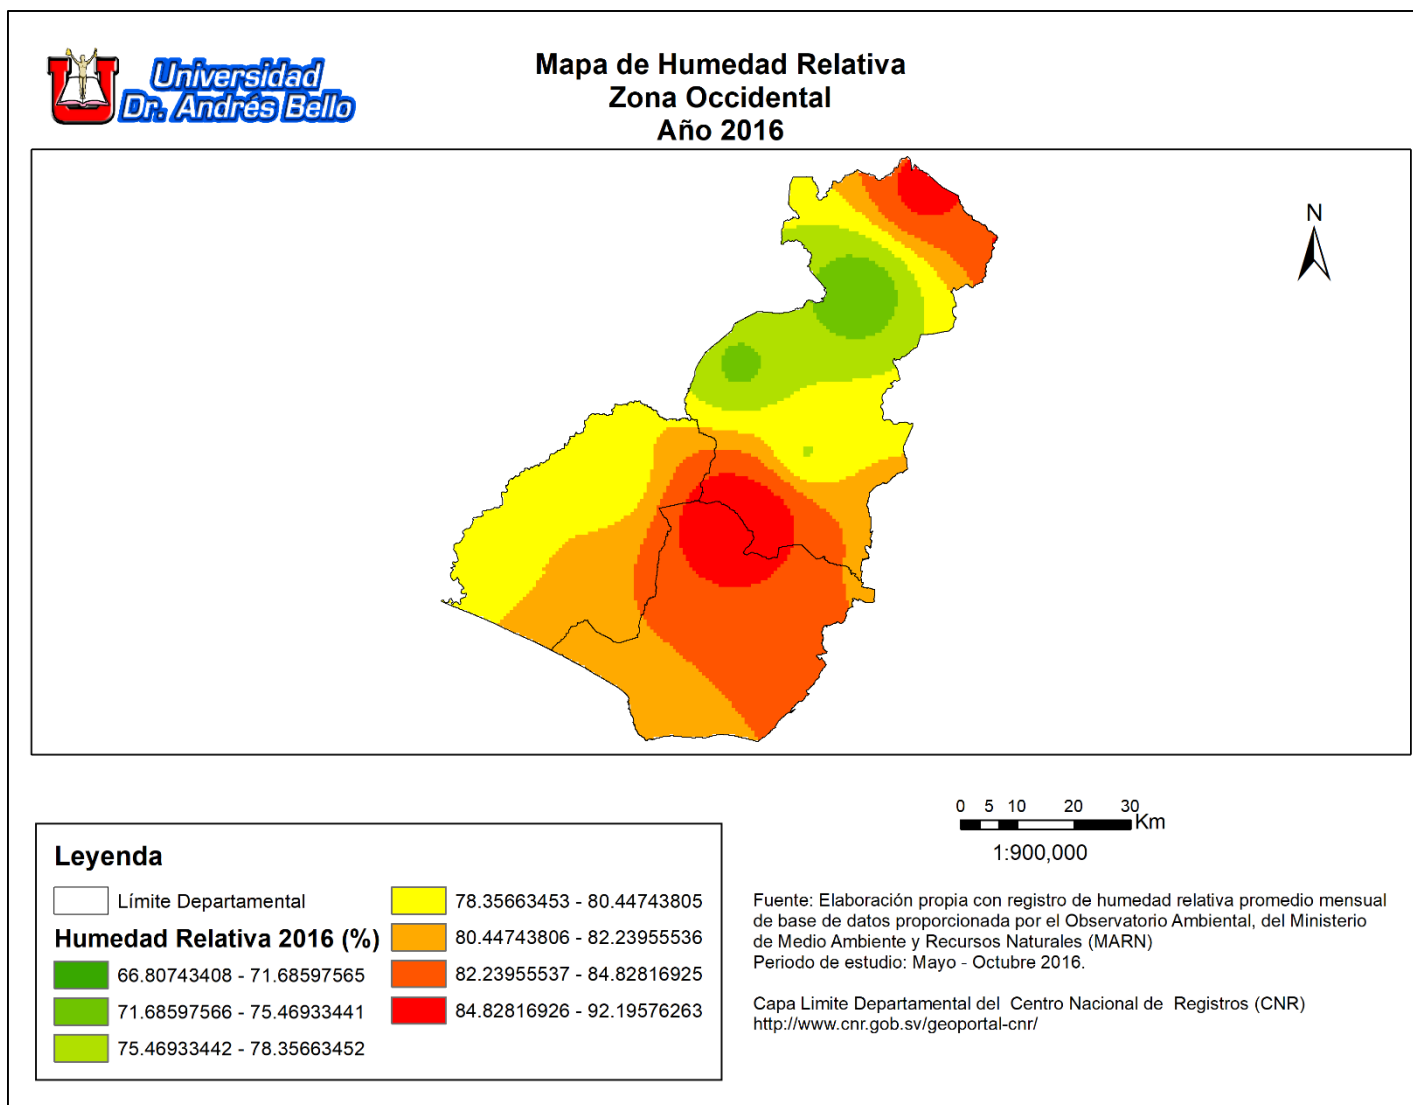 Universidad
Dr. Andrés Bello
Mapa de Humedad Relativa
Zona Occidental
Año 2016
N
0 5 10 20 30
Km
1:900,000
Leyenda
Límite Departamental
Humedad Relativa 2016 (%)
66.80743408 - 71.68597565
71.68597566 - 75.46933441
75.46933442 - 78.35663452
78.35663453 - 80.44743805
80.44743806 - 82.23955536
82.23955537 - 84.82816925
84.82816926 - 92.19576263
Fuente: Elaboración propia con registro de humedad relativa promedio mensual
de base de datos proporcionada por el Observatorio Ambiental, del Ministerio
de Medio Ambiente y Recursos Naturales (MARN)
Periodo de estudio: Mayo - Octubre 2016.
Capa Limite Departamental del Centro Nacional de Registros (CNR)
http://www.cnr.gob.sv/geoportal-cnr/